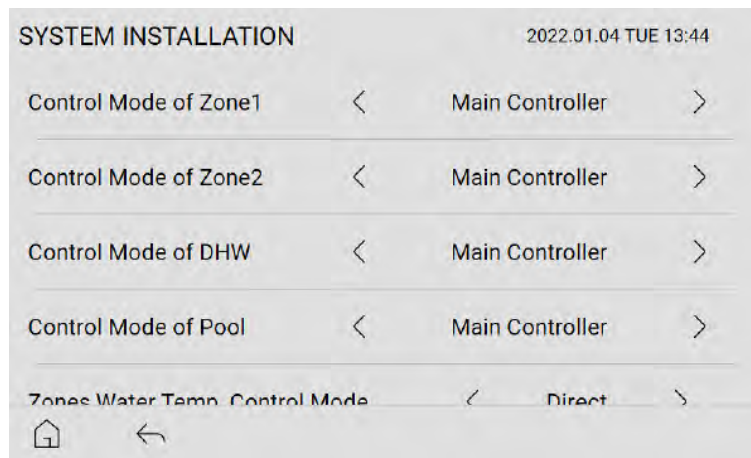 SYSTEM INSTALLATION 2022.01.04 TUE 13:44
Control Mode of Zone1 < Main Controller >
Control Mode of Zone2 < Main Controller >
Control Mode of DHW < Main Controller >
Control Mode of Pool < Main Controller >
Zones Water Temp. Control Mode < Direct >